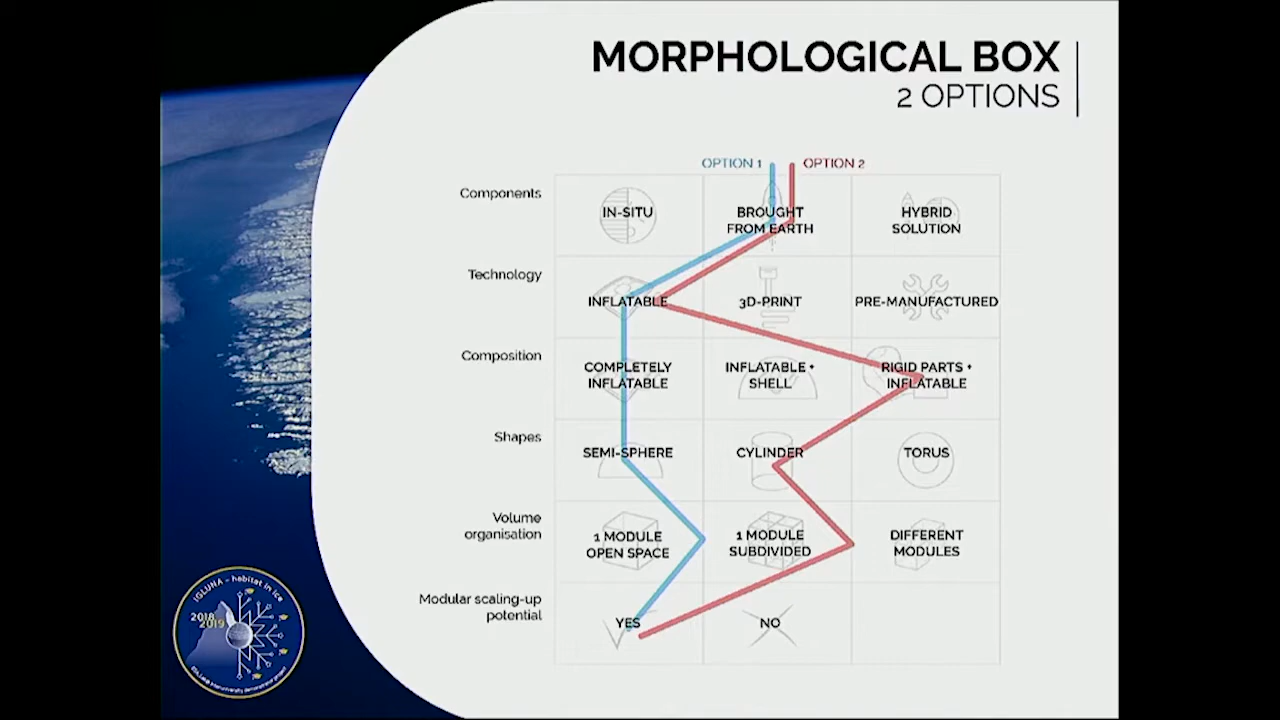 MORPHOLOGICAL BOX
2 OPTIONS
OPTION 1
OPTION 2
Components
IN-SITU
BROUGHT
FROM EARTH
HYBRID
SOLUTION
Technology
INFLATABLE
3D-PRINT
PRE-MANUFACTURED
Composition
COMPLETELY
INFLATABLE
INFLATABLE +
SHELL
RIGID PARTS +
INFLATABLE
Shapes
SEMI-SPHERE
CYLINDER
TORUS
Volume
organisation
1 MODULE
OPEN SPACE
1 MODULE
SUBDIVIDED
DIFFERENT
MODULES
Modular scaling-up
potential
YES
NO
IGLUNA - habitat in ice
2018
2019